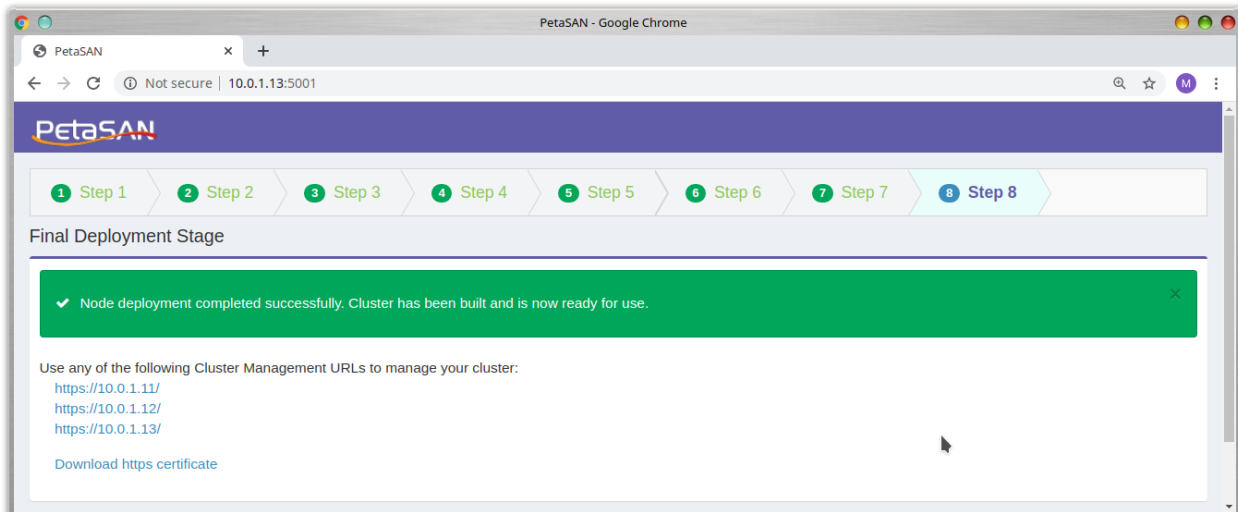 PetaSAN - Google Chrome
PetaSAN
Not secure | 10.0.1.13:5001
M
PetaSAN
1 Step 1 2 Step 2 3 Step 3 4 Step 4 5 Step 5 6 Step 6 7 Step 7 8 Step 8
Final Deployment Stage
Node deployment completed successfully. Cluster has been built and is now ready for use.
Use any of the following Cluster Management URLs to manage your cluster:
https://10.0.1.11/
https://10.0.1.12/
https://10.0.1.13/
Download https certificate